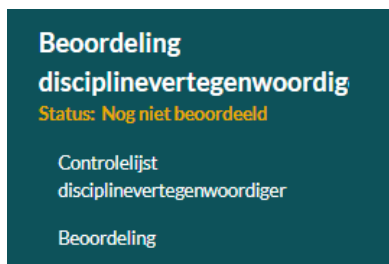 Beoordeling
disciplinevertegenwoordig
Status: Nog niet beoordeeld
Controlelijst
disciplinevertegenwoordiger
Beoordeling